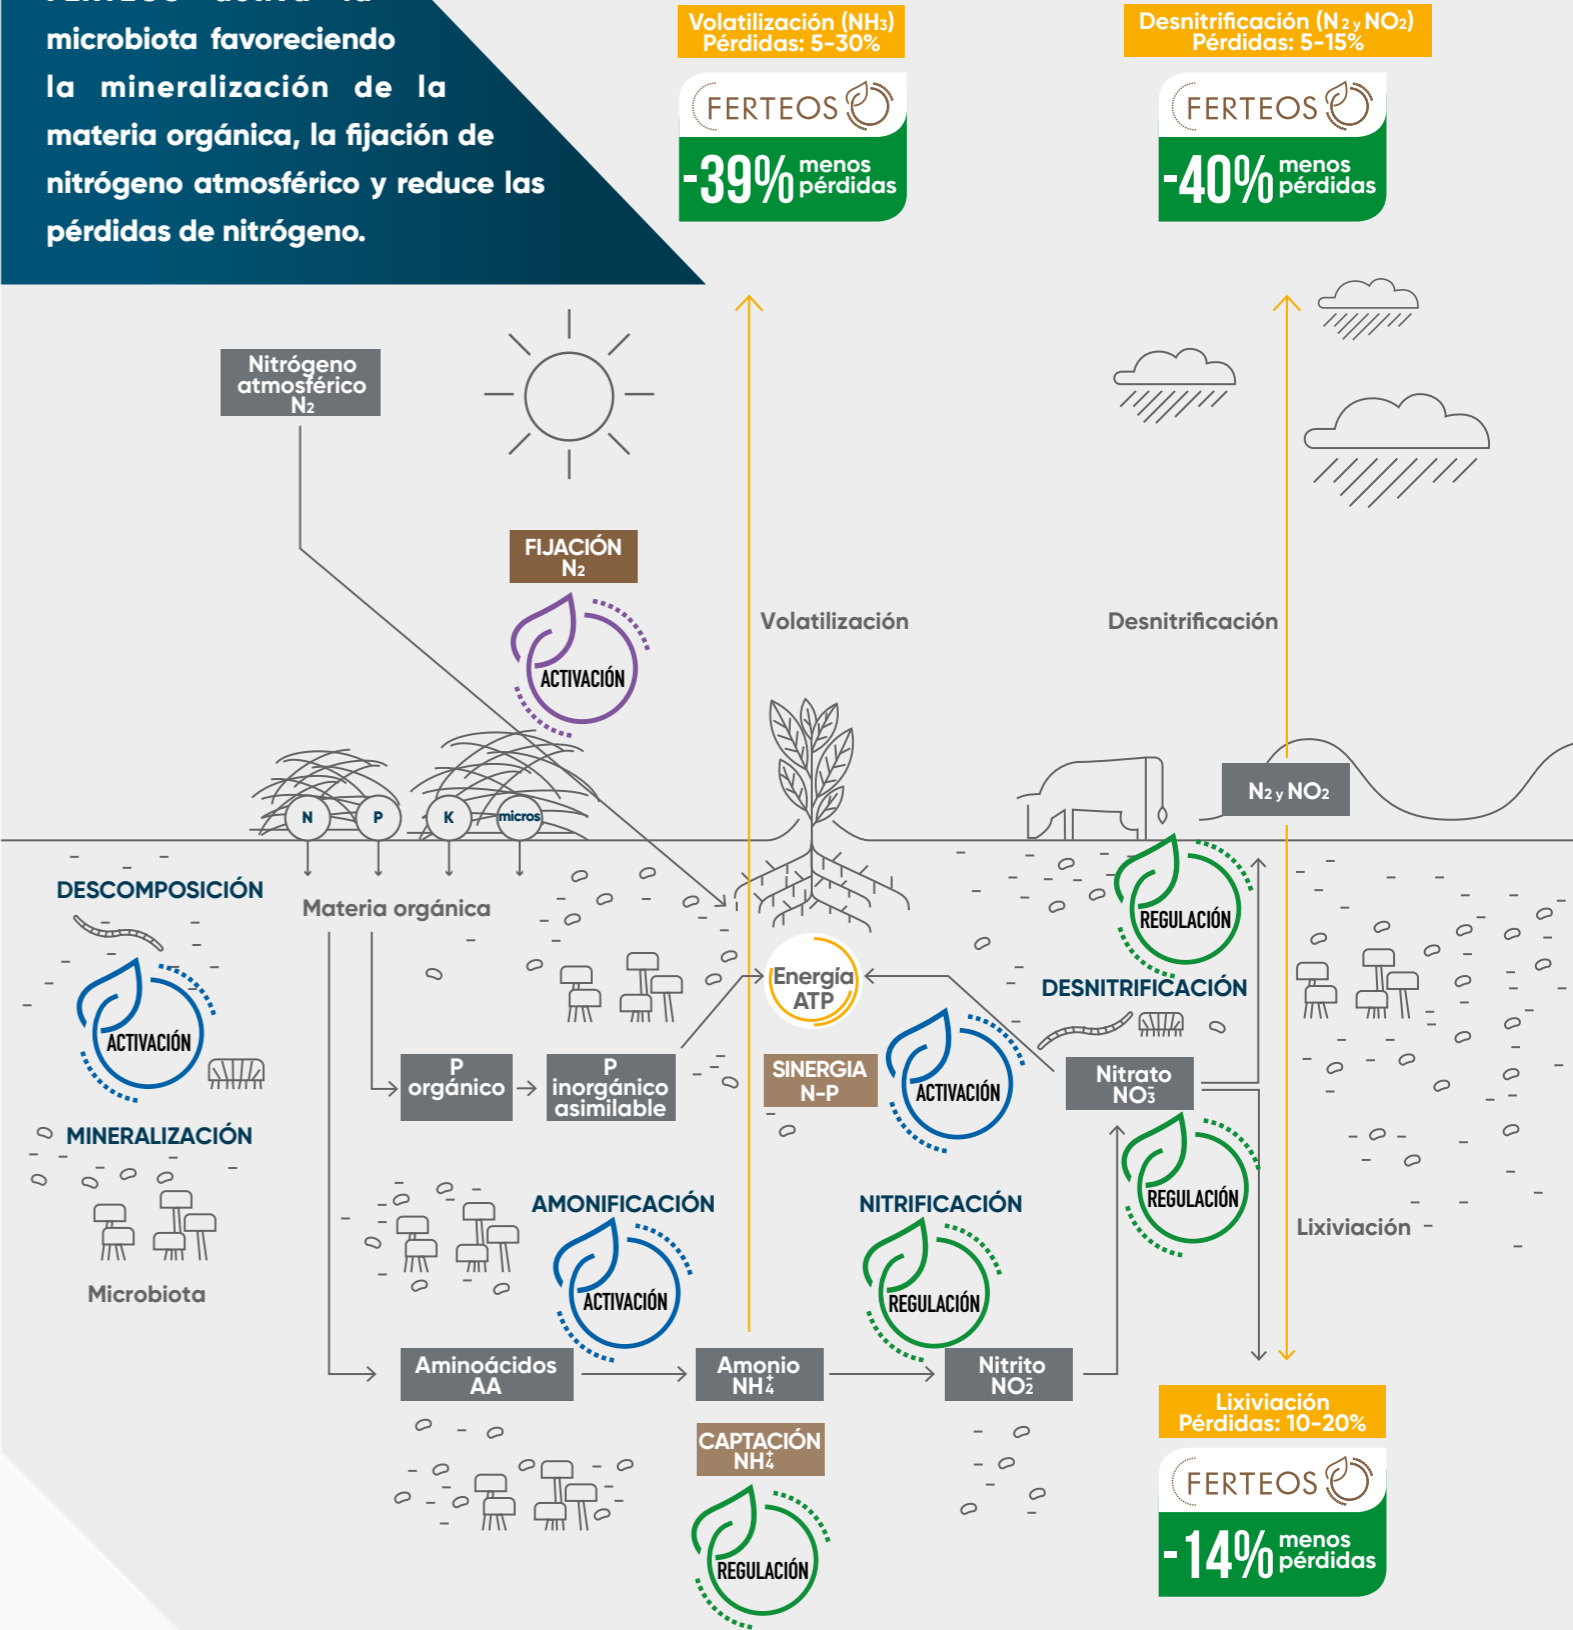 microbiota favoreciendo
la mineralización de la
materia orgánica, la fijación de
nitrógeno atmosférico y reduce las
pérdidas de nitrógeno.
Volatilización (NH₃)
Pérdidas: 5-30%
FERTEOS
-39% menos
pérdidas
Desnitrificación (N₂ y NO₂)
Pérdidas: 5-15%
FERTEOS
-40% menos
pérdidas
Nitrógeno
atmosférico
N₂
FIJACIÓN
N₂
ACTIVACIÓN
Volatilización
Desnitrificación
N₂ y NO₂
N
P
K
micros
DESCOMPOSICIÓN
Materia orgánica
ACTIVACIÓN
MINERALIZACIÓN
Microbiota
P
orgánico
P
inorgánico
asimilable
Energía
ATP
SINERGIA
N-P
ACTIVACIÓN
REGULACIÓN
DESNITRIFICACIÓN
Nitrato
NO₃⁻
REGULACIÓN
Lixiviación
AMONIFICACIÓN
ACTIVACIÓN
NITRIFICACIÓN
REGULACIÓN
Aminoácidos
AA
Amonio
NH₄⁺
Nitrito
NO₂⁻
CAPTACIÓN
NH₄⁺
REGULACIÓN
Lixiviación
Pérdidas: 10-20%
FERTEOS
-14% menos
pérdidas